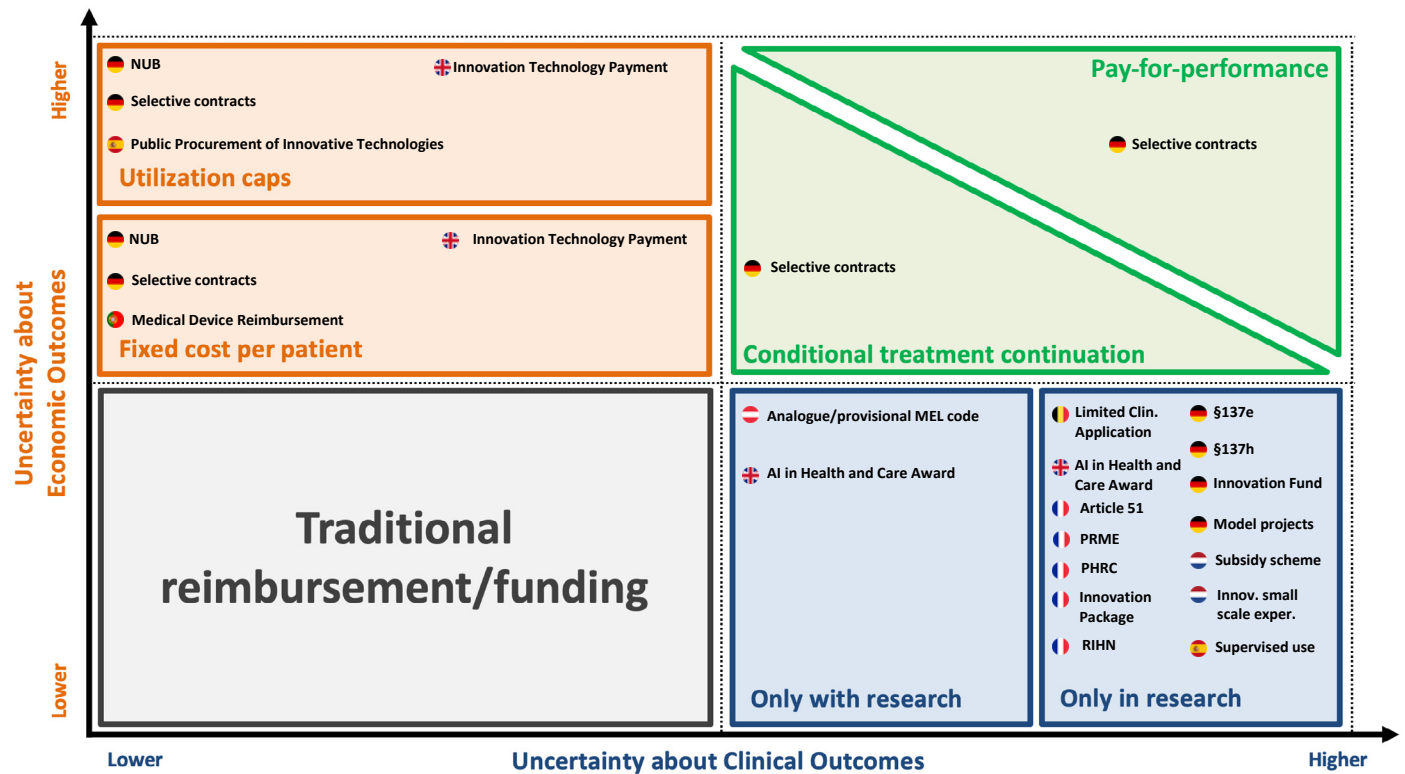 Higher
Uncertainty about
Economic Outcomes
Lower
NUB
Innovation Technology Payment
Selective contracts
Public Procurement of Innovative Technologies
Utilization caps
NUB
Innovation Technology Payment
Selective contracts
Medical Device Reimbursement
Fixed cost per patient
Pay-for-performance
Selective contracts
Selective contracts
Conditional treatment continuation
Traditional
reimbursement/funding
Analogue/provisional MEL code
AI in Health and Care Award
Only with research
Limited Clin.
Application
AI in Health and
Care Award
Article 51
PRME
PHRC
Innovation
Package
RIHN
§137e
§137h
Innovation Fund
Model projects
Subsidy scheme
Innov. small
scale exper.
Supervised use
Only in research
Lower
Uncertainty about Clinical Outcomes
Higher